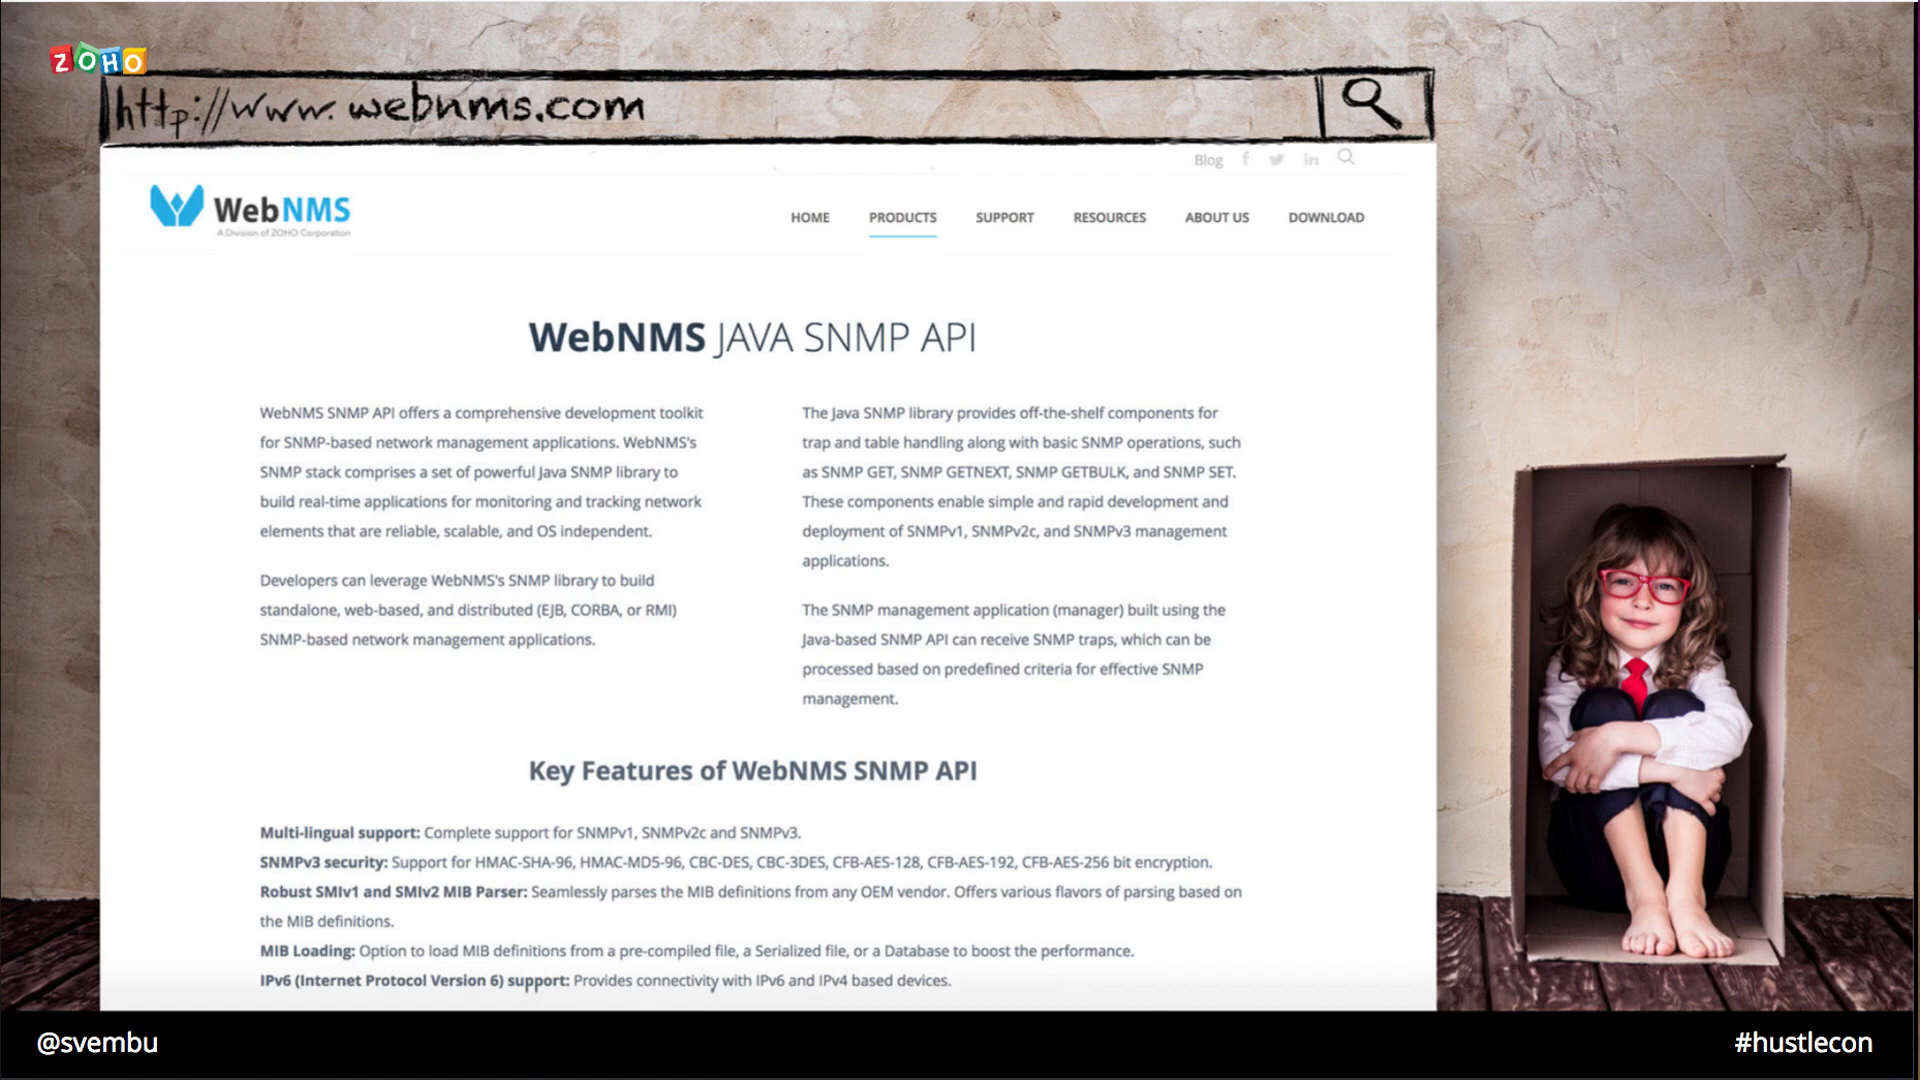 ZOHO
http://www.webnms.com
Blog
WebNMS
A Division of ZOHO Corporation
HOME PRODUCTS SUPPORT RESOURCES ABOUT US DOWNLOAD
WebNMS JAVA SNMP API
WebNMS SNMP API offers a comprehensive development toolkit
for SNMP-based network management applications. WebNMS's
SNMP stack comprises a set of powerful Java SNMP library to
build real-time applications for monitoring and tracking network
elements that are reliable, scalable, and OS independent.
Developers can leverage WebNMS's SNMP library to build
standalone, web-based, and distributed (EJB, CORBA, or RMI)
SNMP-based network management applications.
The Java SNMP library provides off-the-shelf components for
trap and table handling along with basic SNMP operations, such
as SNMP GET, SNMP GETNEXT, SNMP GETBULK, and SNMP SET.
These components enable simple and rapid development and
deployment of SNMPv1, SNMPv2c, and SNMPv3 management
applications.
The SNMP management application (manager) built using the
Java-based SNMP API can receive SNMP traps, which can be
processed based on predefined criteria for effective SNMP
management.
Key Features of WebNMS SNMP API
Multi-lingual support: Complete support for SNMPv1, SNMPv2c and SNMPv3.
SNMPv3 security: Support for HMAC-SHA-96, HMAC-MD5-96, CBC-DES, CBC-3DES, CFB-AES-128, CFB-AES-192, CFB-AES-256 bit encryption.
Robust SMIv1 and SMIv2 MIB Parser: Seamlessly parses the MIB definitions from any OEM vendor. Offers various flavors of parsing based on
the MIB definitions.
MIB Loading: Option to load MIB definitions from a pre-compiled file, a Serialized file, or a Database to boost the performance.
IPv6 (Internet Protocol Version 6) support: Provides connectivity with IPv6 and IPv4 based devices.
@svembu
#hustlecon